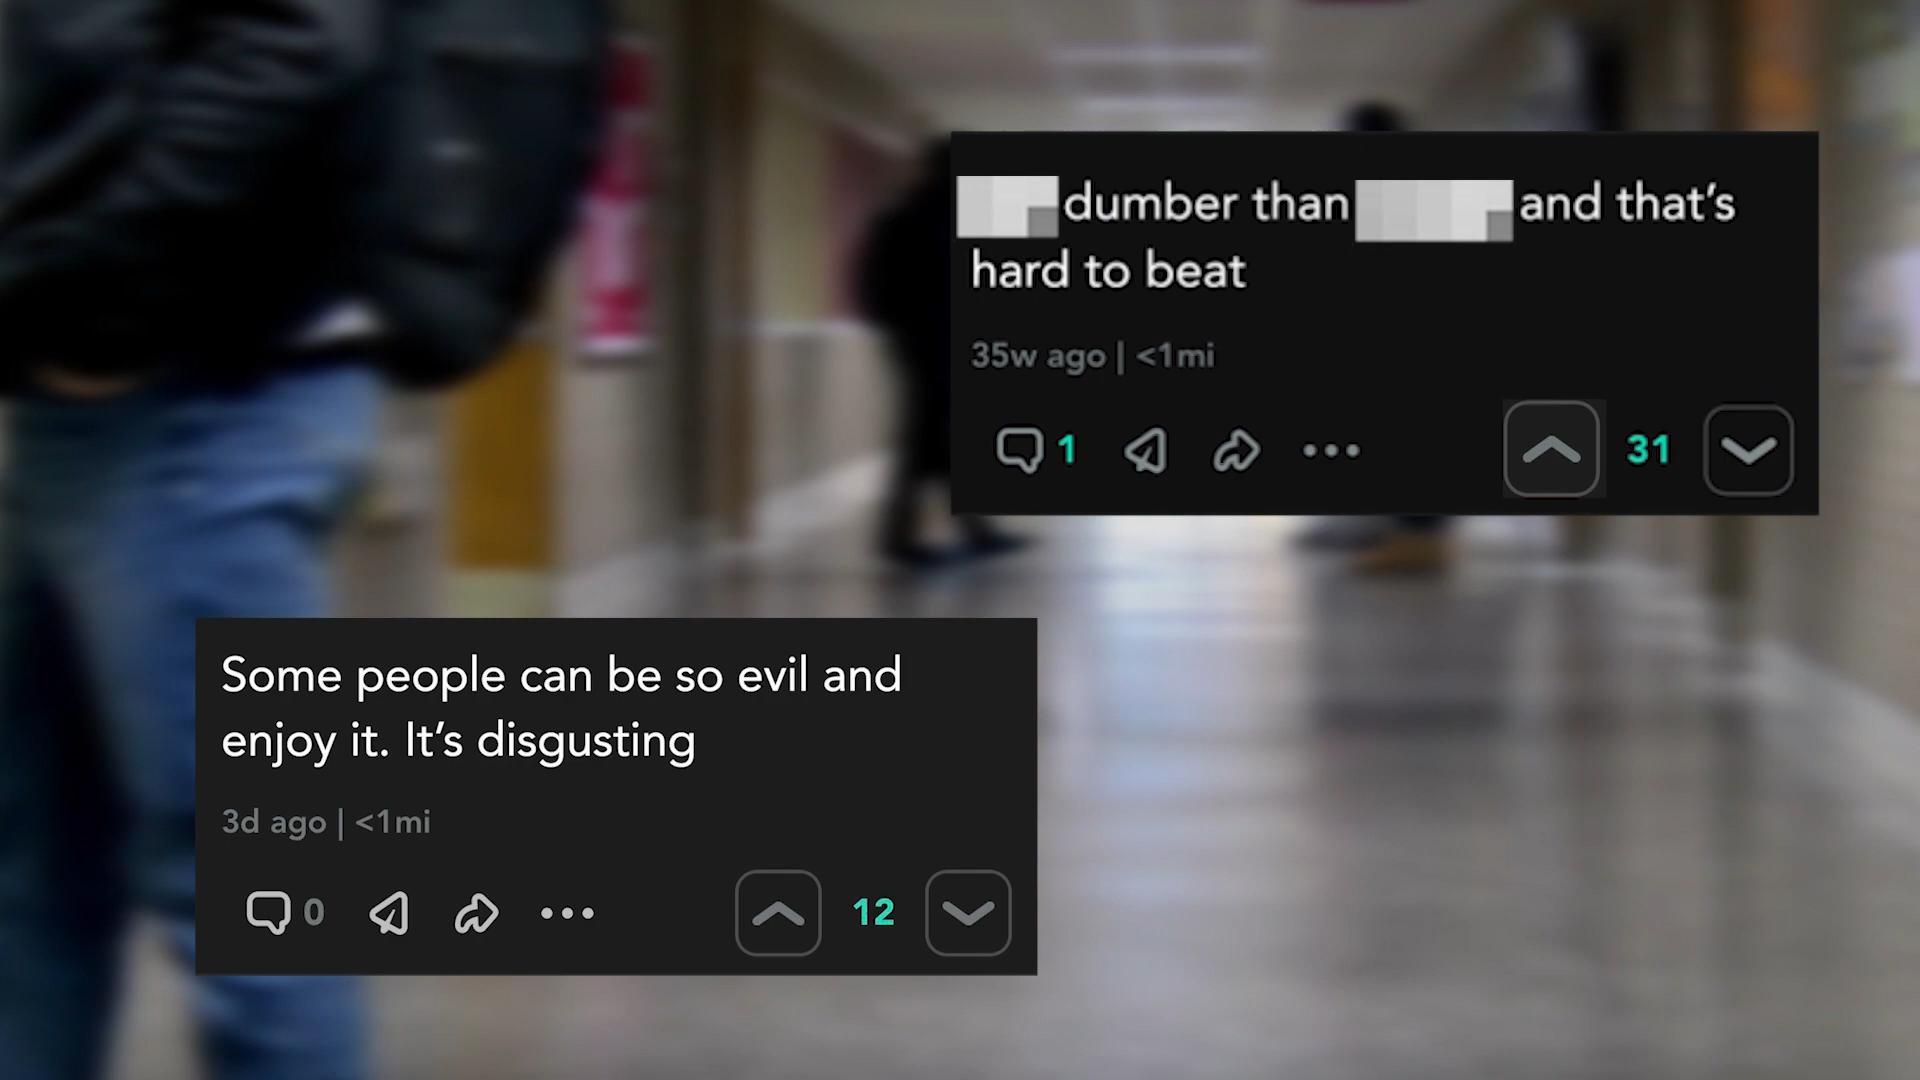 dumber than and that's
hard to beat
35w ago | <1mi
1
31
Some people can be so evil and
enjoy it. It's disgusting
3d ago | <1mi
0
12